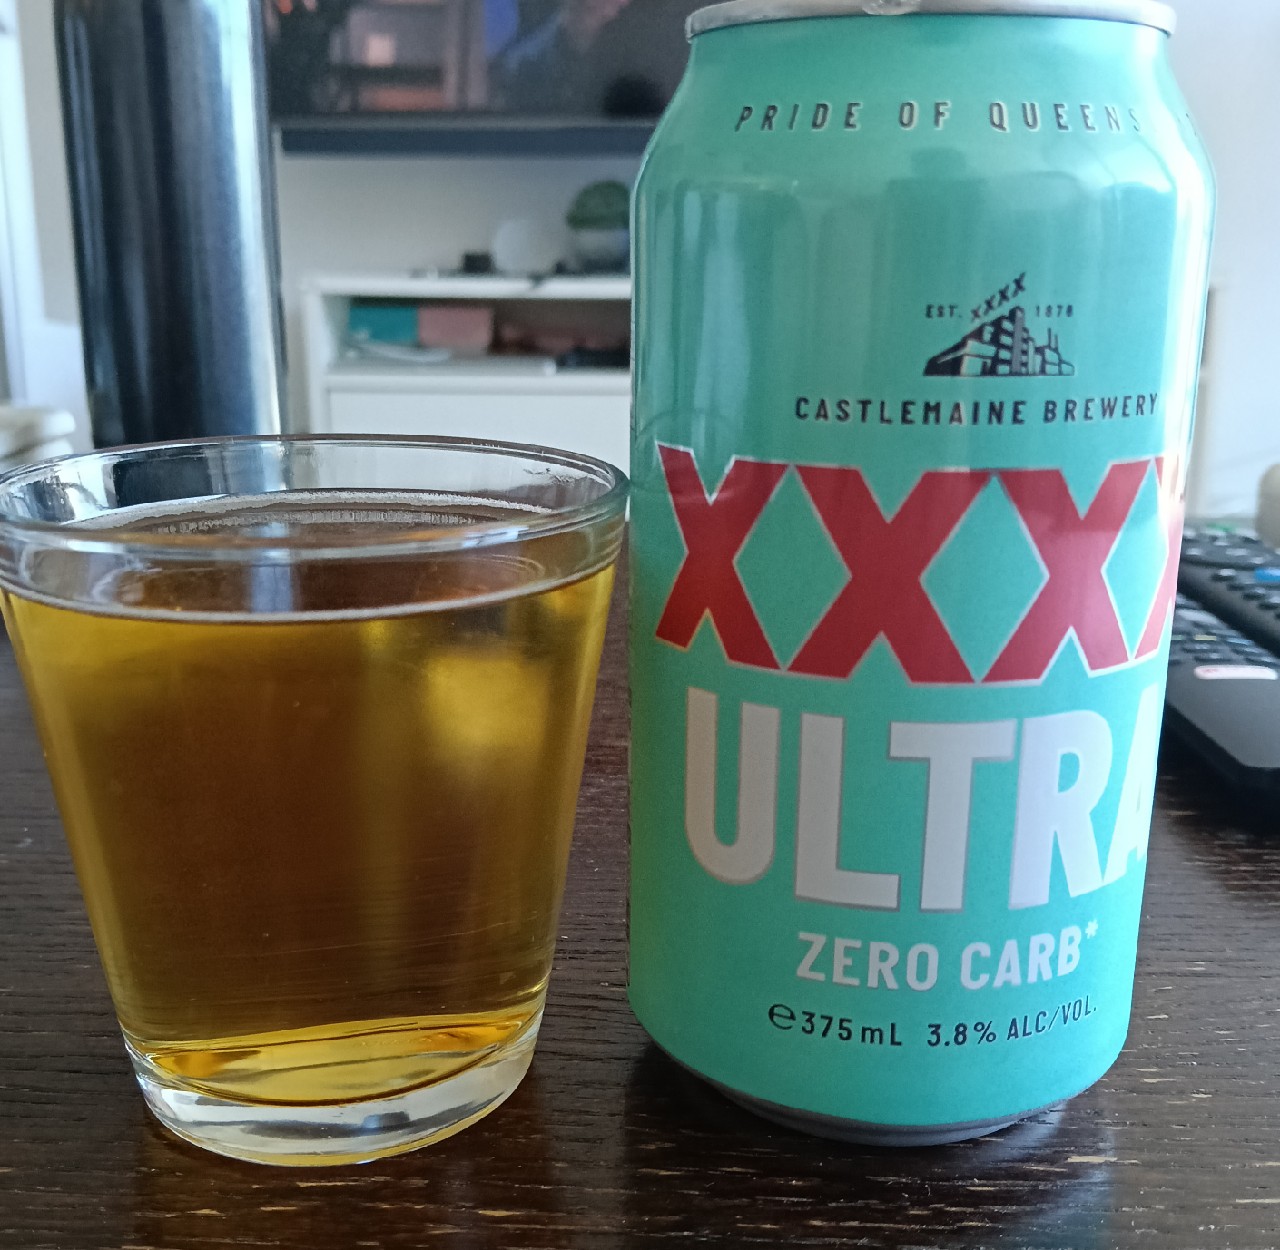 PRIDE OF QUEENS
XXXX
EST. 1878
CASTLEMAINE BREWERY
XXXX
ULTRA
ZERO CARB*
℮375mL 3.8% ALC/VOL.